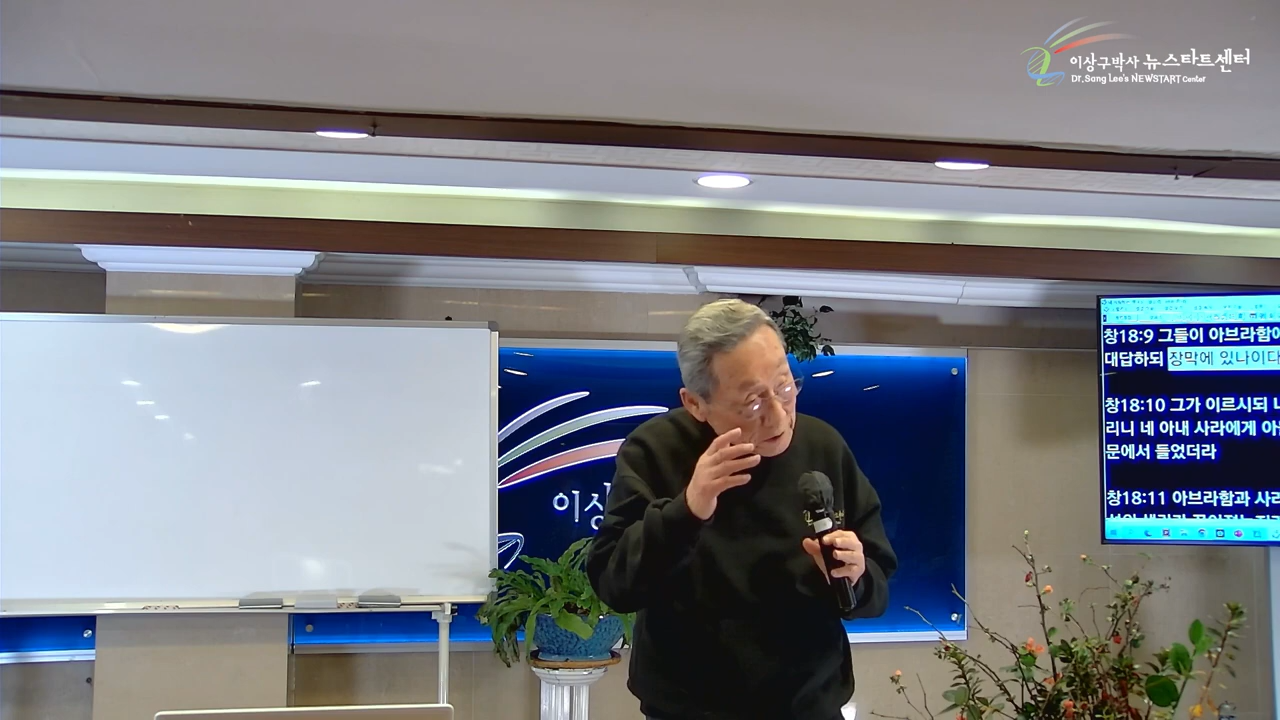 이상구박사 뉴스타트센터
Dr. Sang Lee's NEWSTART Center
이상
창18:9 그들이 아브라함에
대답하되 장막에 있나이다
창18:10 그가 이르시되 나
리니 네 아내 사라에게 아들
문에서 들었더라
창18:11 아브라함과 사라